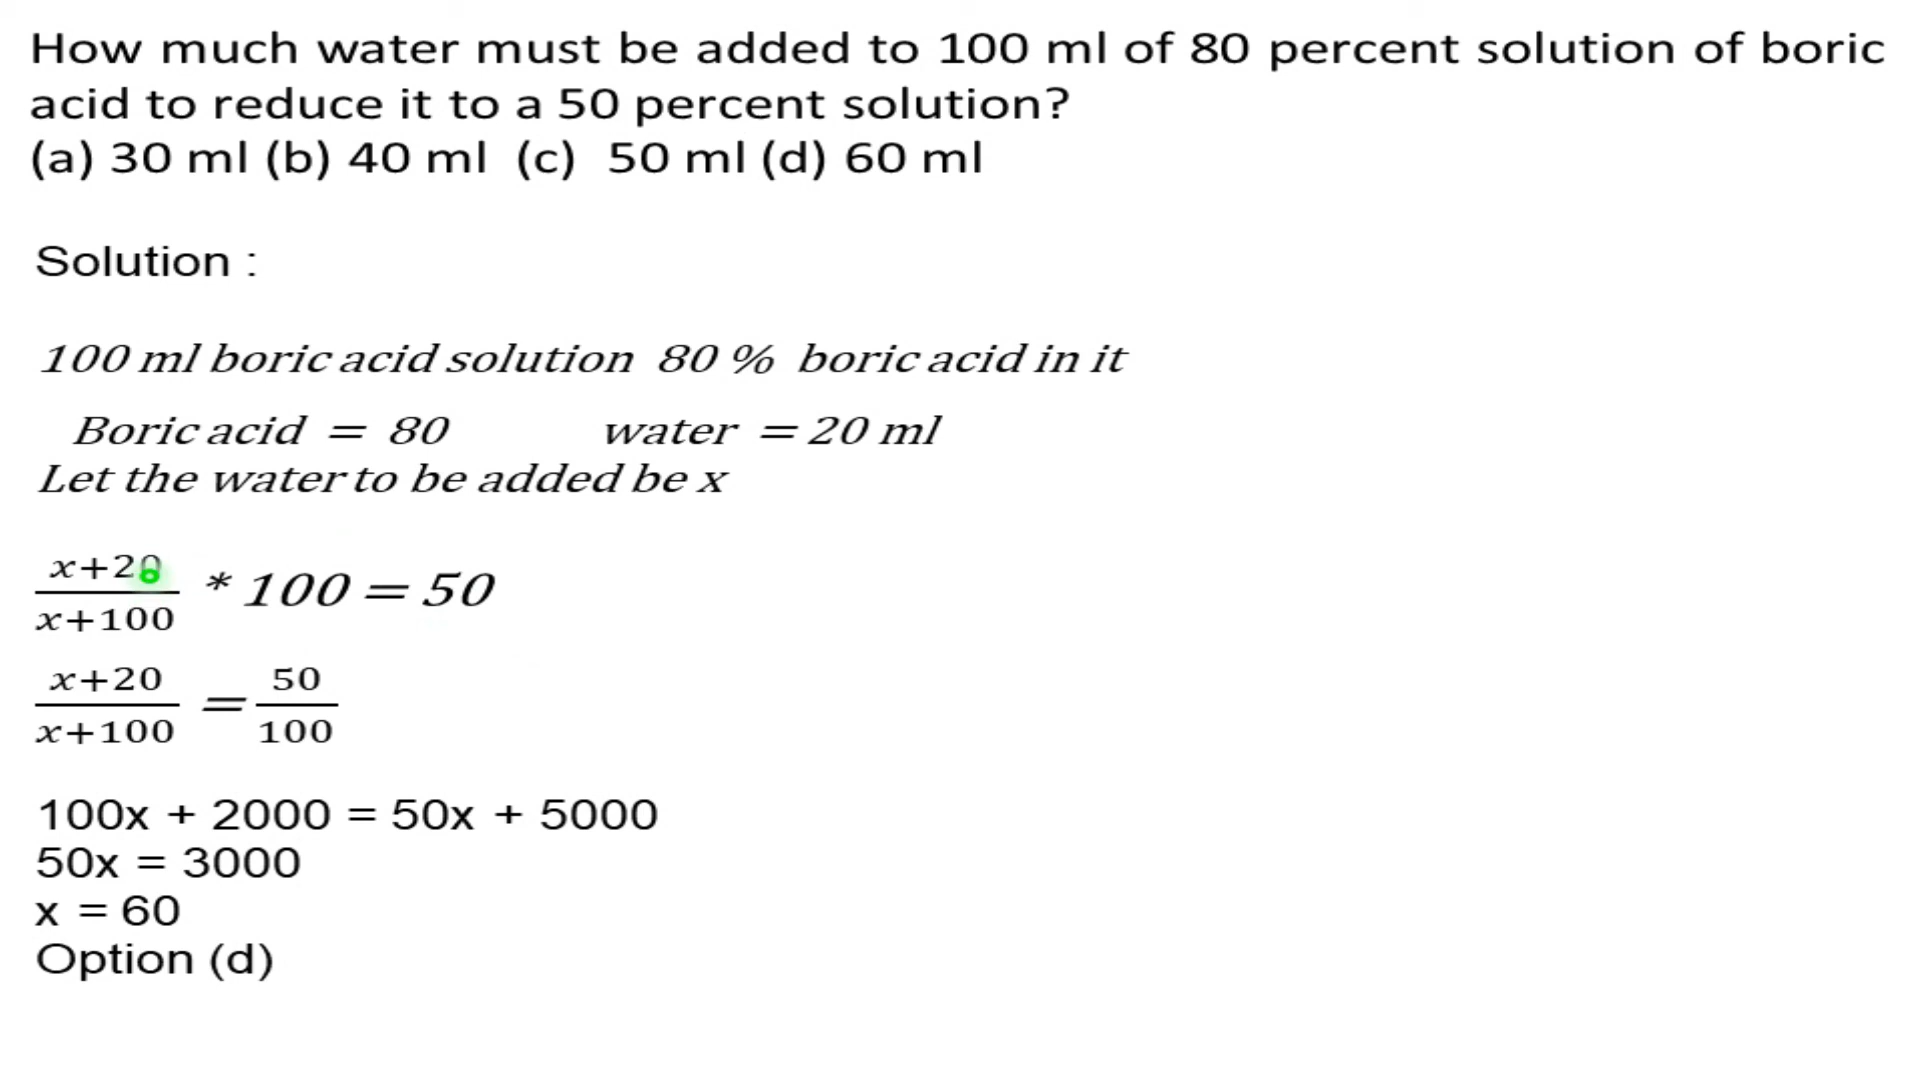 How much water must be added to 100 ml of 80 percent solution of boric
acid to reduce it to a 50 percent solution?
(a) 30 ml (b) 40 ml (c) 50 ml (d) 60 ml
Solution :
100 ml boric acid solution 80 % boric acid in it
Boric acid = 80 water = 20 ml
Let the water to be added be x
x+20
x+100
* 100 = 50
x+20
x+100
=
50
100
100x + 2000 = 50x + 5000
50x = 3000
x = 60
Option (d)